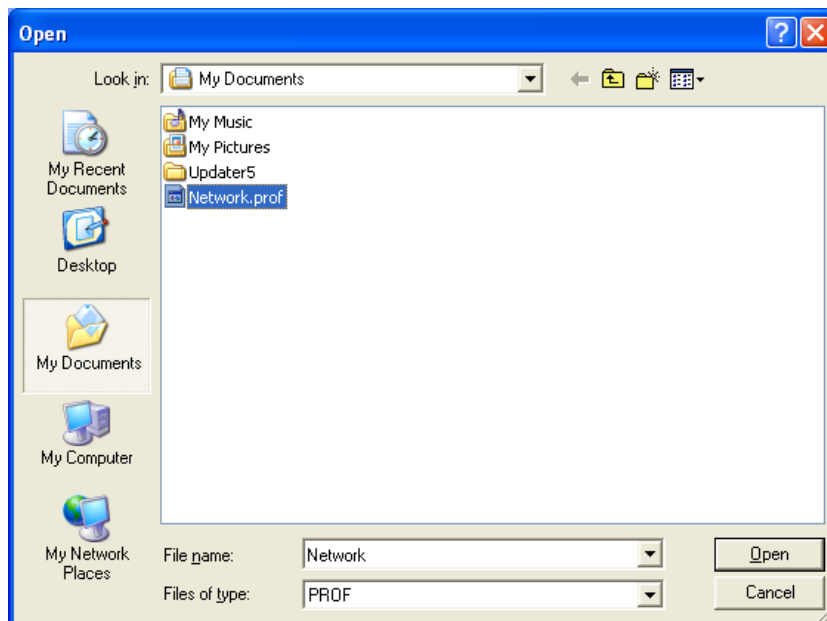 Open
Look in: My Documents
My Recent
Documents
Desktop
My Documents
My Computer
My Network
Places
My Music
My Pictures
Updater5
Network.prof
File name: Network Open
Files of type: PROF Cancel